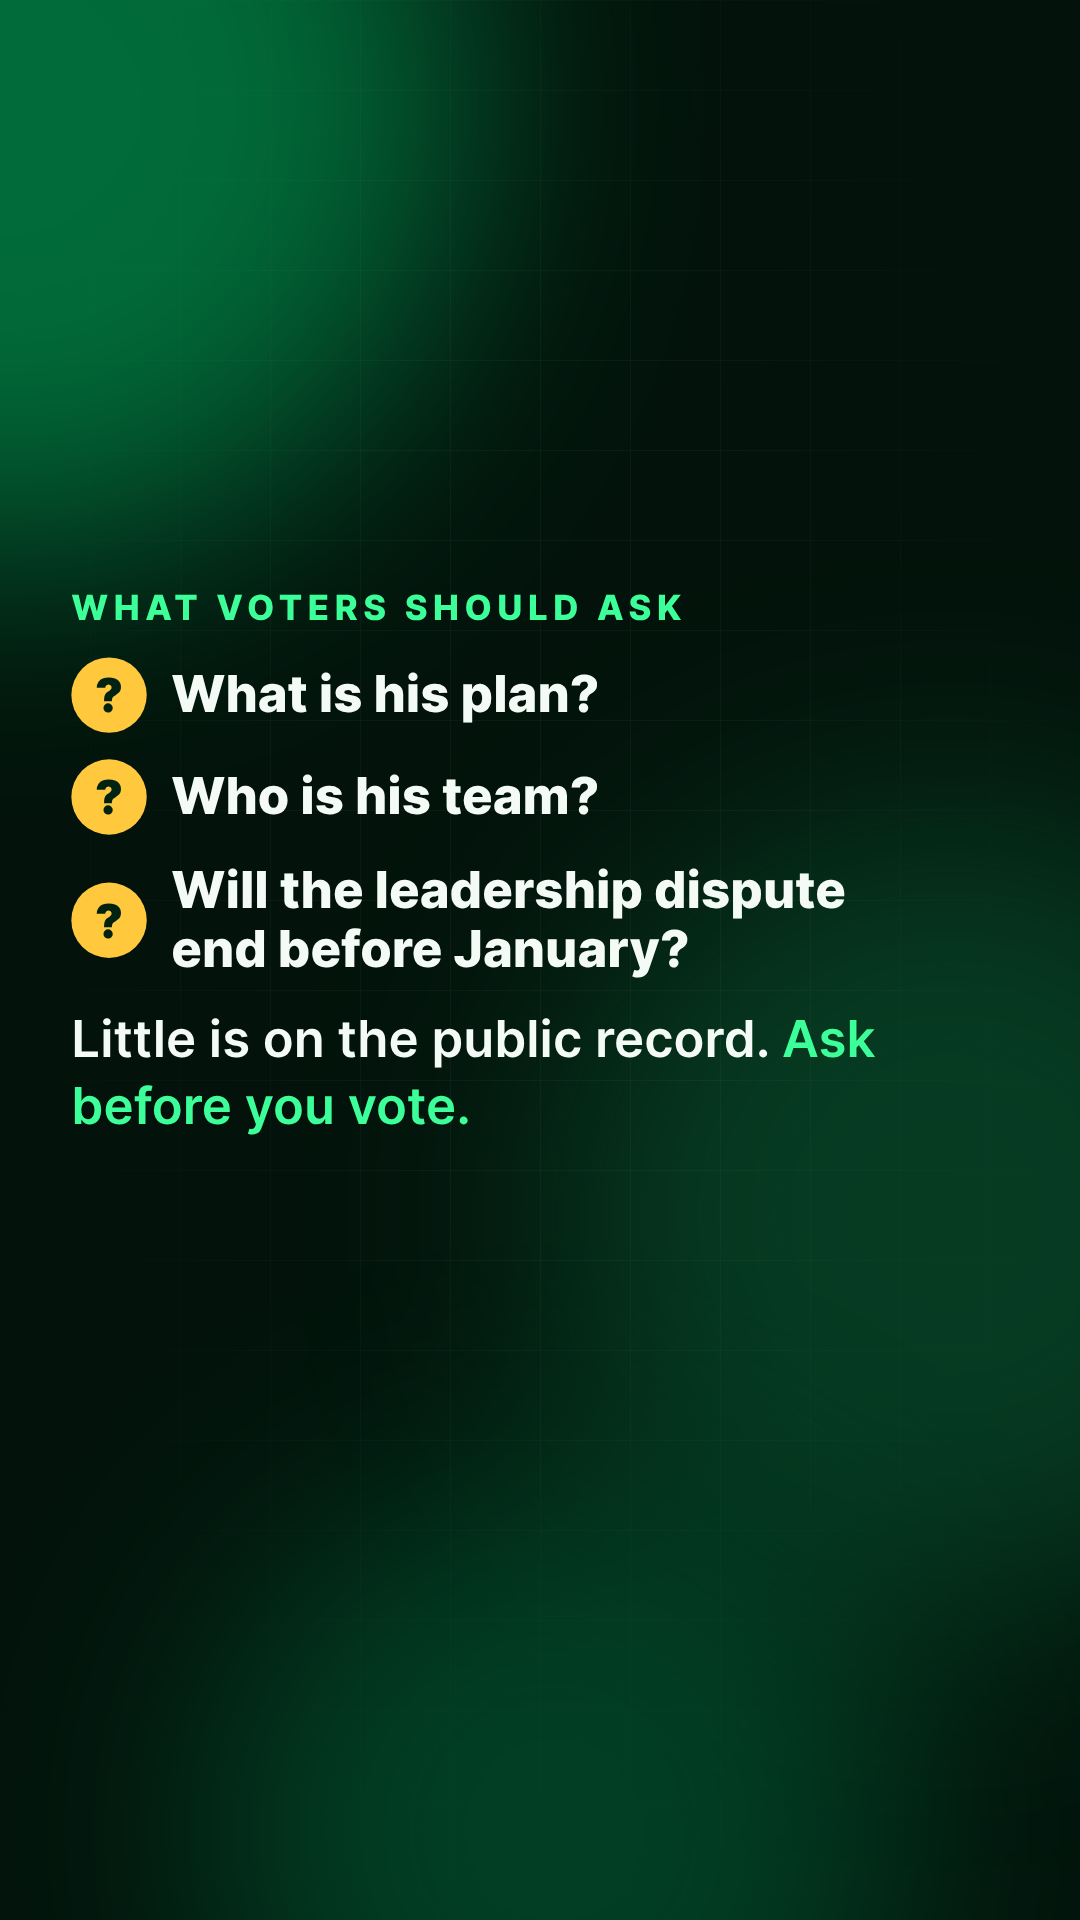 WHAT VOTERS SHOULD ASK
? What is his plan?
? Who is his team?
? Will the leadership dispute
end before January?
Little is on the public record. Ask
before you vote.